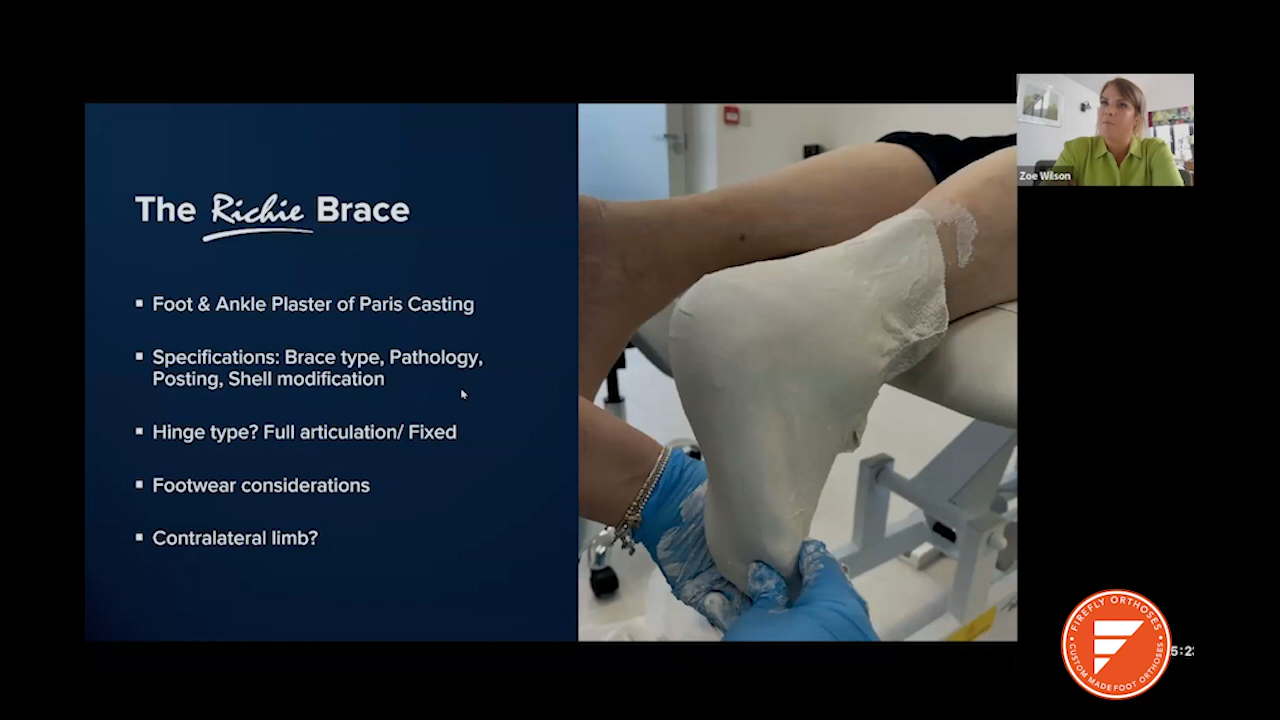 The Richie Brace
▪ Foot & Ankle Plaster of Paris Casting
▪ Specifications: Brace type, Pathology,
Posting, Shell modification
▪ Hinge type? Full articulation/ Fixed
▪ Footwear considerations
▪ Contralateral limb?
Zoe Wilson
FIREFLY ORTHOSES
CUSTOM MADE FOOT ORTHOSES